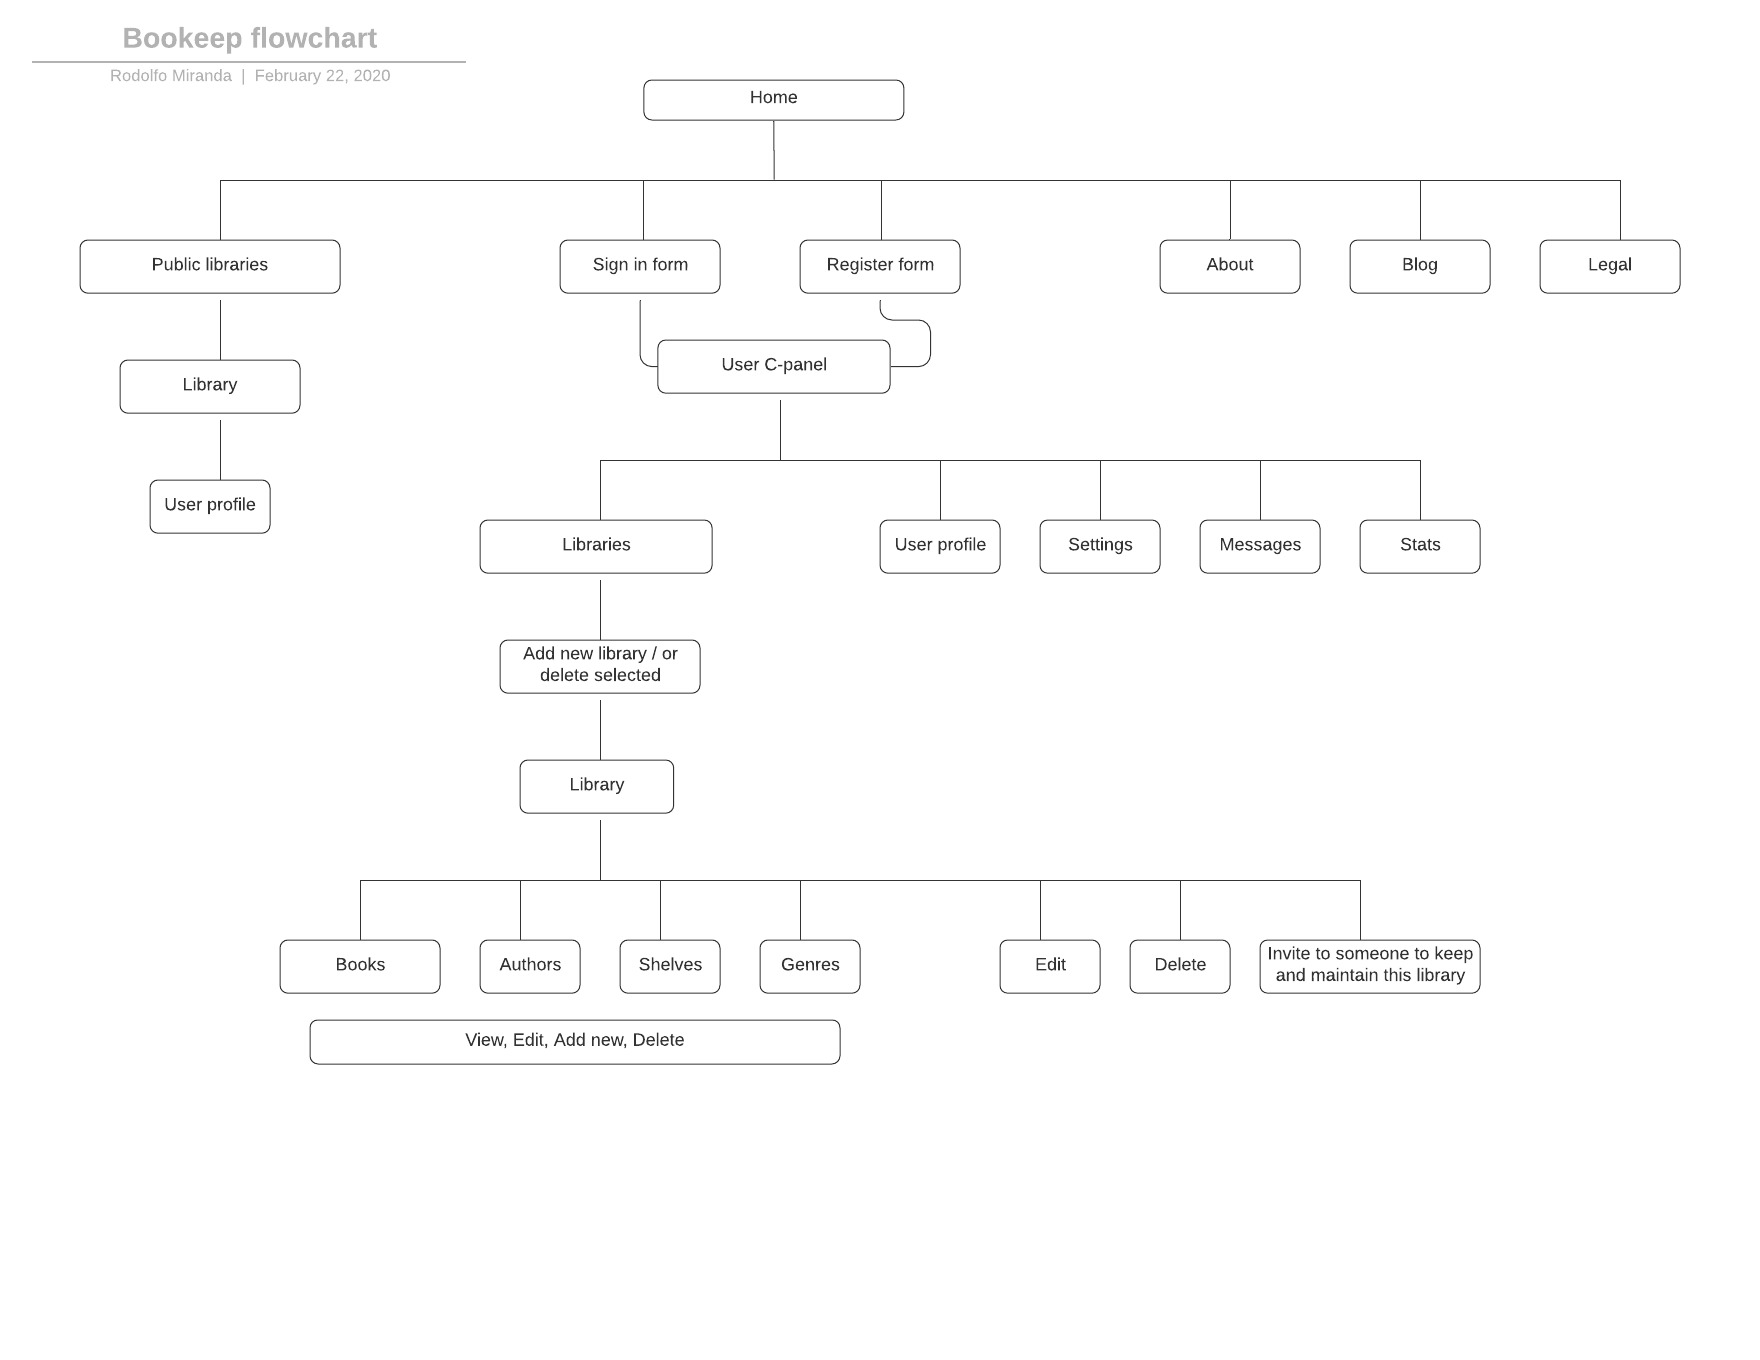 Bookeep flowchart
Rodolfo Miranda | February 22, 2020
Home
Public libraries
Sign in form
Register form
About
Blog
Legal
User C-panel
Library
User profile
Libraries
User profile
Settings
Messages
Stats
Add new library / or
delete selected
Library
Books
Authors
Shelves
Genres
Edit
Delete
Invite to someone to keep
and maintain this library
View, Edit, Add new, Delete